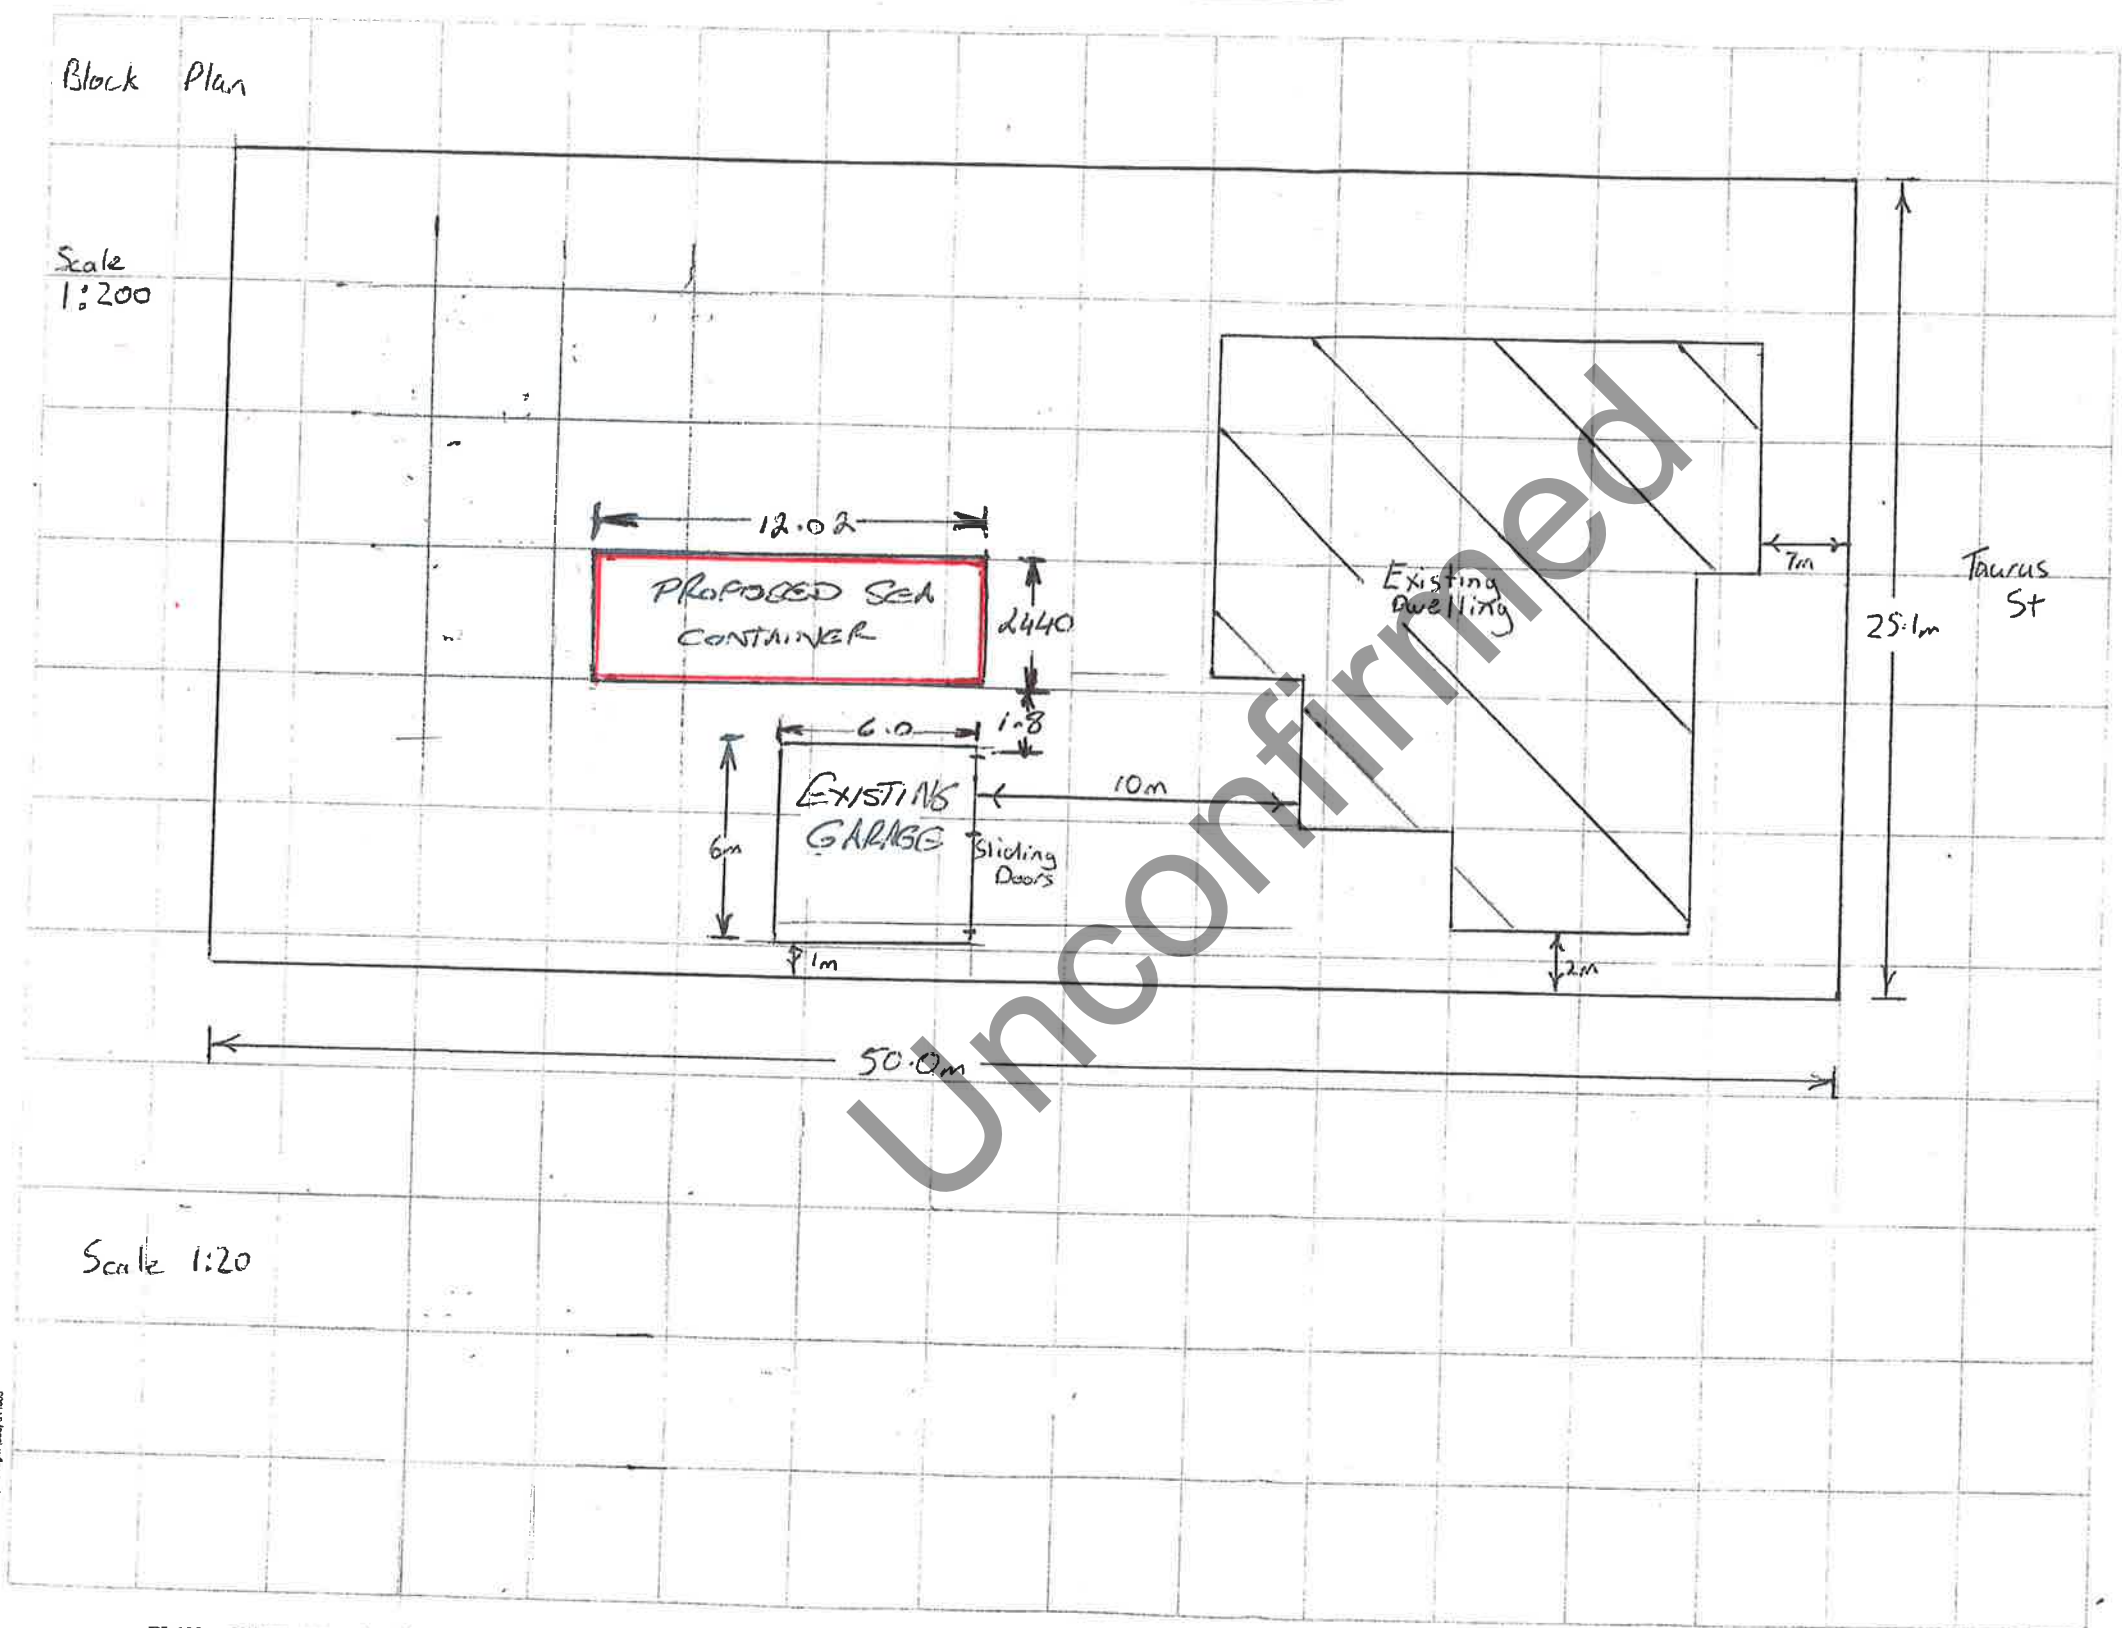 Block Plan
Scale
1:200
12.02
PROPOSED SEA
CONTAINER
2440
1.8
6.0
EXISTING
GARAGE
6m
Sliding
Doors
10m
1m
Existing
Dwelling
7m
2m
25.1m
Taurus
St
50.0m
Scale 1:20
Unconfirmed